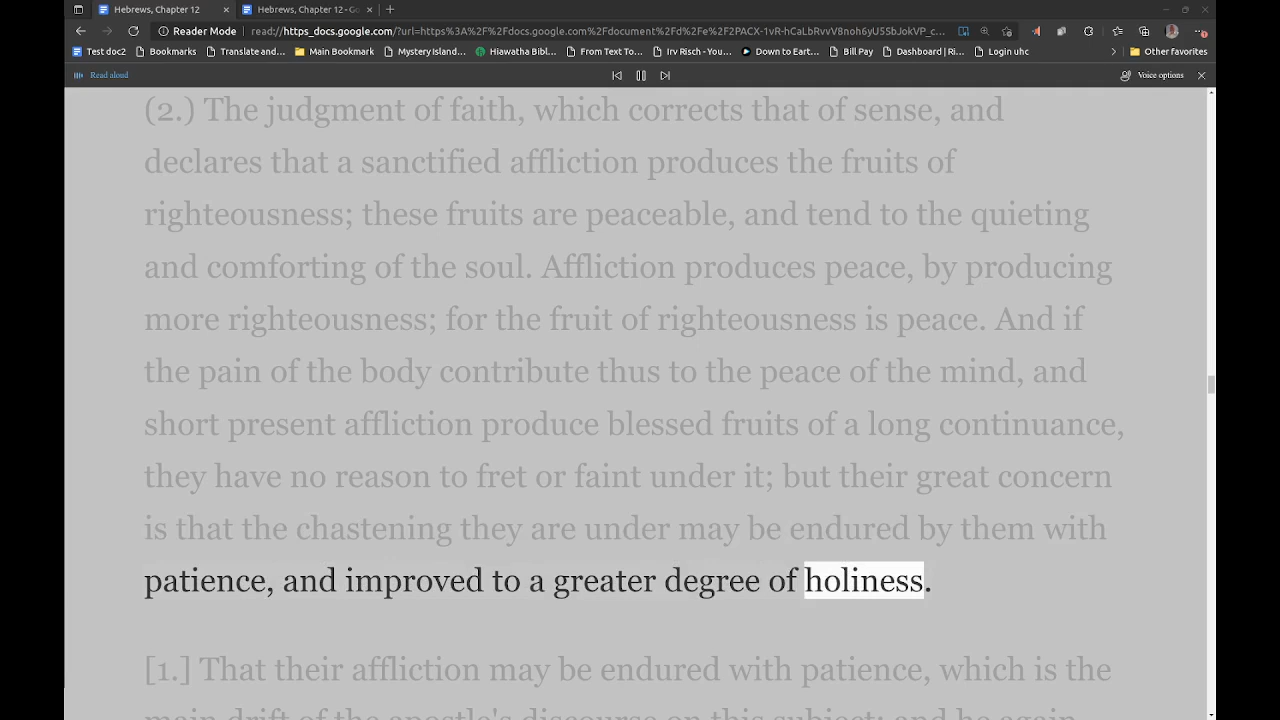 Hebrews, Chapter 12
Hebrews, Chapter 12 - Go
Reader Mode
read://https_docs.google.com/?url=https%3A%2F%2Fdocs.google.com%2Fdocument%2Fd%2Fe%2F2PACX-1vR-hCaLbRvvV8noh6yU5SbJokVP_c...
Test doc2
Bookmarks
Translate and...
Main Bookmark
Mystery Island...
Hiawatha Bibl...
From Text To...
Irv Risch - You...
Down to Eart...
Bill Pay
Dashboard | Ri...
Login uhc
Other favorites
Read aloud
Voice options
(2.) The judgment of faith, which corrects that of sense, and
declares that a sanctified affliction produces the fruits of
righteousness; these fruits are peaceable, and tend to the quieting
and comforting of the soul. Affliction produces peace, by producing
more righteousness; for the fruit of righteousness is peace. And if
the pain of the body contribute thus to the peace of the mind, and
short present affliction produce blessed fruits of a long continuance,
they have no reason to fret or faint under it; but their great concern
is that the chastening they are under may be endured by them with
patience, and improved to a greater degree of holiness.
[1.] That their affliction may be endured with patience, which is the
main drift of the apostle's discourse on this subject; and he again